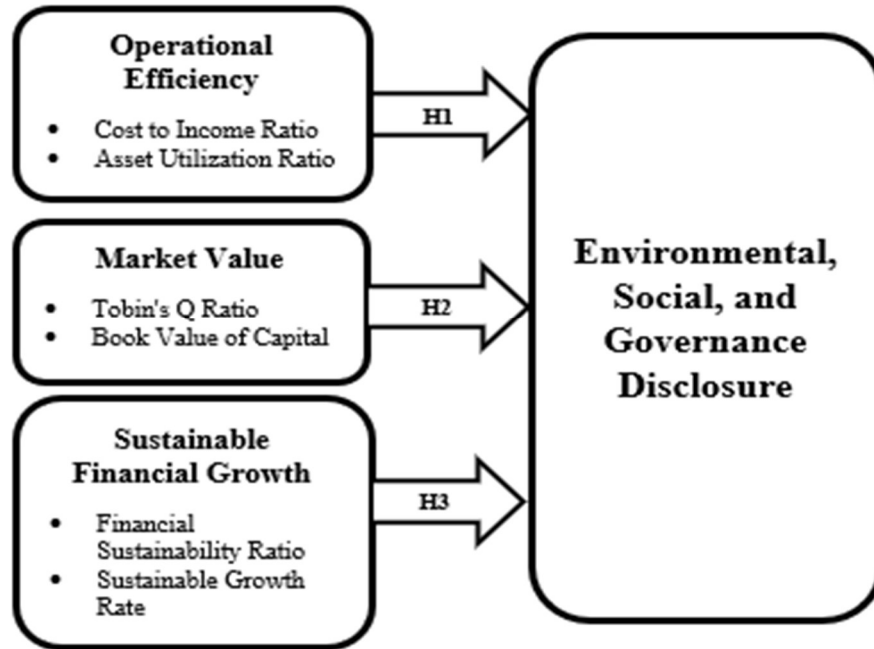 Operational
Efficiency
• Cost to Income Ratio
• Asset Utilization Ratio
H1
Market Value
• Tobin's Q Ratio
• Book Value of Capital
H2
Sustainable
Financial Growth
• Financial
Sustainability Ratio
• Sustainable Growth
Rate
H3
Environmental,
Social, and
Governance
Disclosure